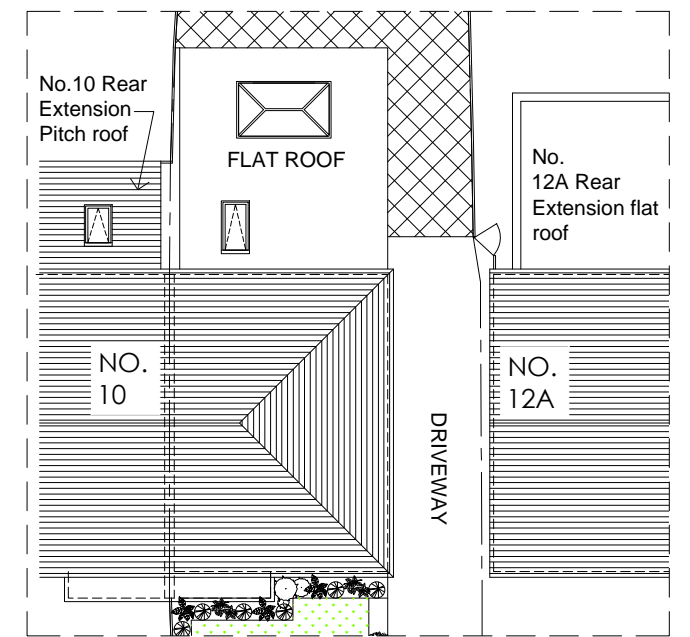 No.10 Rear
Extension
Pitch roof
FLAT ROOF
No.
12A Rear
Extension flat
roof
NO.
10
NO.
12A
DRIVEWAY